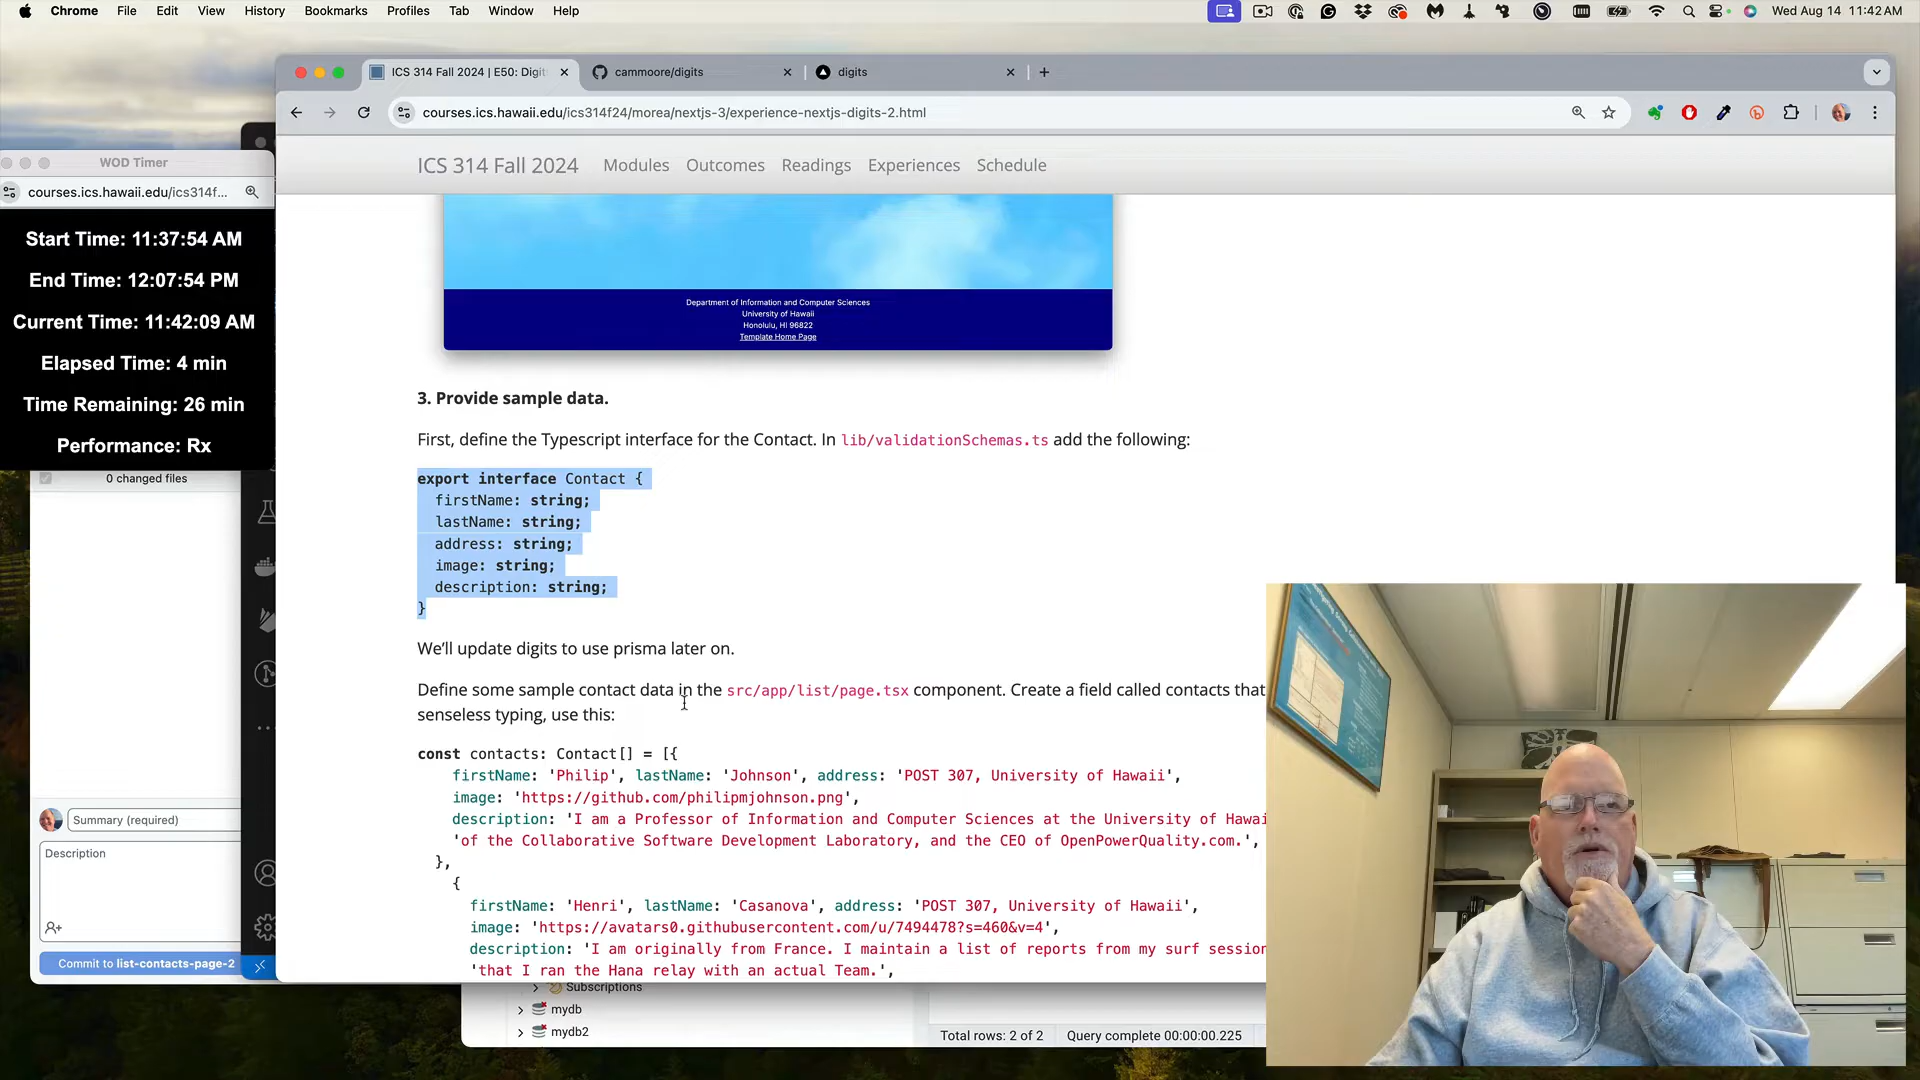 Chrome File Edit View History Bookmarks Profiles Tab Window Help
Wed Aug 14 11:42 AM
ICS 314 Fall 2024 | E50: Digit
cammoore/digits
digits
courses.ics.hawaii.edu/ics314f24/morea/nextjs-3/experience-nextjs-digits-2.html
WOD Timer
courses.ics.hawaii.edu/ics314f...
Start Time: 11:37:54 AM
End Time: 12:07:54 PM
Current Time: 11:42:09 AM
Elapsed Time: 4 min
Time Remaining: 26 min
Performance: Rx
0 changed files
Summary (required)
Description
Commit to list-contacts-page-2
ICS 314 Fall 2024 Modules Outcomes Readings Experiences Schedule
Department of Information and Computer Sciences
University of Hawaii
Honolulu, HI 96822
Template Home Page
3. Provide sample data.
First, define the Typescript interface for the Contact. In lib/validationSchemas.ts add the following:
export interface Contact {
firstName: string;
lastName: string;
address: string;
image: string;
description: string;
}
We'll update digits to use prisma later on.
Define some sample contact data in the src/app/list/page.tsx component. Create a field called contacts that
senseless typing, use this:
const contacts: Contact[] = [{
firstName: 'Philip', lastName: 'Johnson', address: 'POST 307, University of Hawaii',
image: 'https://github.com/philipmjohnson.png',
description: 'I am a Professor of Information and Computer Sciences at the University of Hawai
'of the Collaborative Software Development Laboratory, and the CEO of OpenPowerQuality.com.',
},
{
firstName: 'Henri', lastName: 'Casanova', address: 'POST 307, University of Hawaii',
image: 'https://avatars0.githubusercontent.com/u/7494478?s=460&v=4',
description: 'I am originally from France. I maintain a list of reports from my surf session
'that I ran the Hana relay with an actual Team.',
Subscriptions
mydb
mydb2
Total rows: 2 of 2 Query complete 00:00:00.225